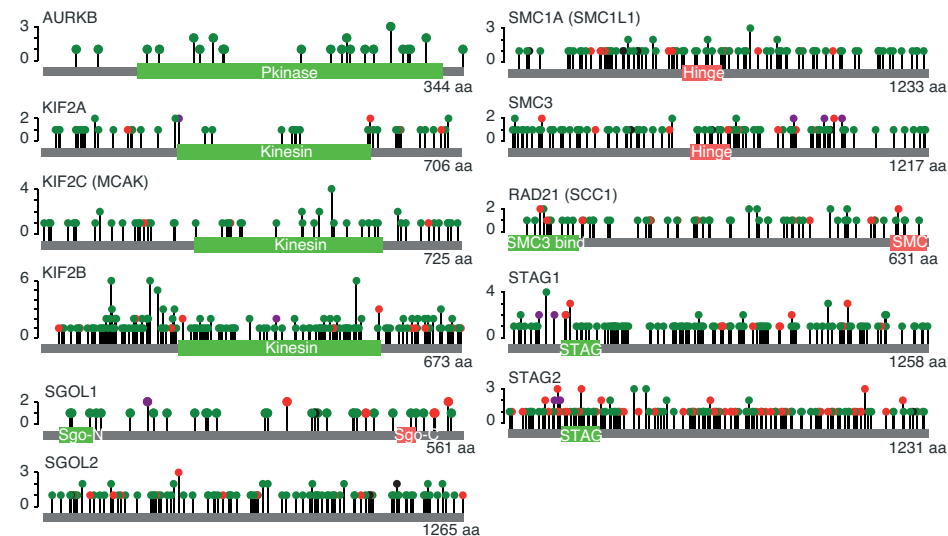 AURKB
3
0
Pkinase
344 aa
KIF2A
2
0
Kinesin
706 aa
KIF2C (MCAK)
4
0
Kinesin
725 aa
KIF2B
6
0
Kinesin
673 aa
SGOL1
2
0
Sgo-N
Sgo-C
561 aa
SGOL2
3
0
1265 aa
SMC1A (SMC1L1)
3
0
Hinge
1233 aa
SMC3
2
0
Hinge
1217 aa
RAD21 (SCC1)
2
0
SMC3 bind
SMC
631 aa
STAG1
4
0
STAG
1258 aa
STAG2
3
0
STAG
1231 aa